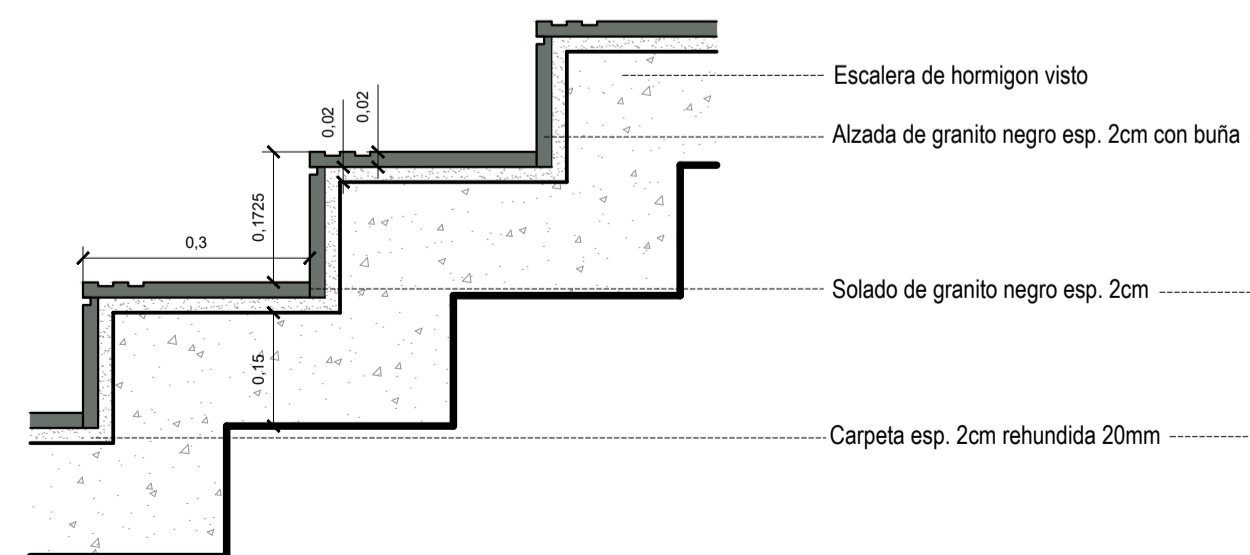 Escalera de hormigon visto
0,02
0,02
Alzada de granito negro esp. 2cm con buña
0,1725
0,3
Solado de granito negro esp. 2cm
0,15
Carpeta esp. 2cm rehundida 20mm